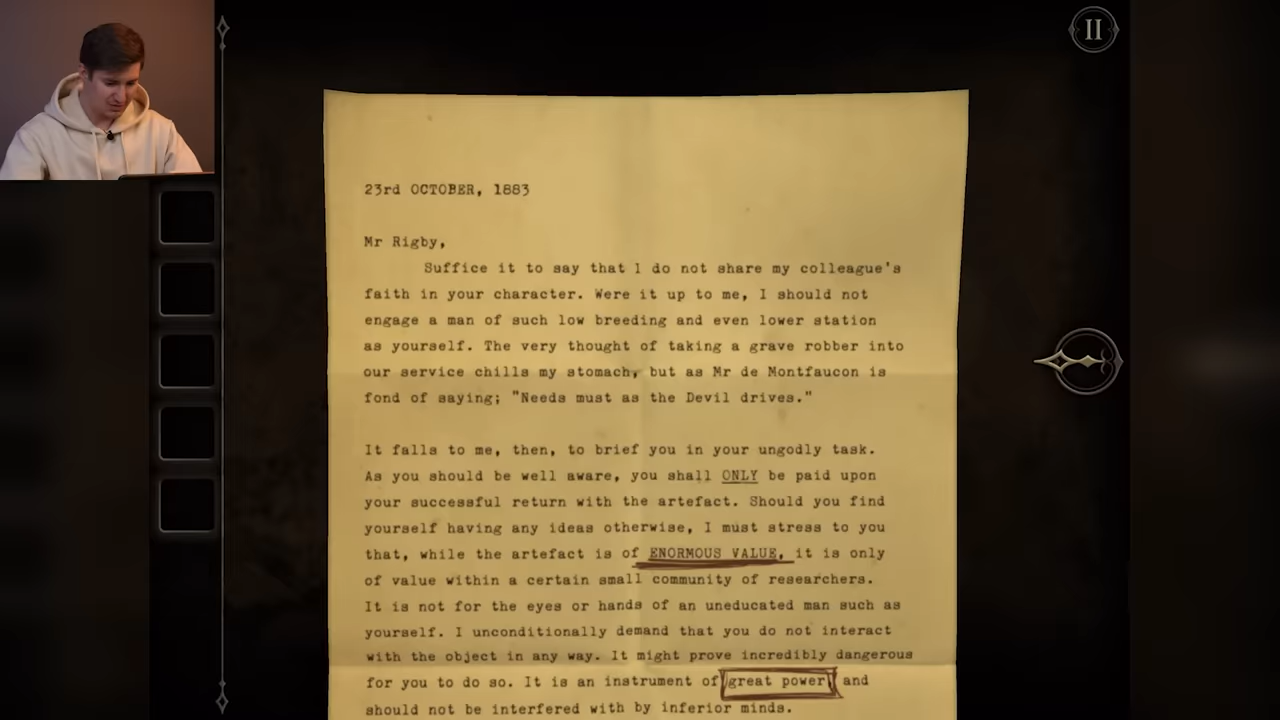 23rd OCTOBER, 1883
Mr Rigby,
Suffice it to say that I do not share my colleague's
faith in your character. Were it up to me, I should not
engage a man of such low breeding and even lower station
as yourself. The very thought of taking a grave robber into
our service chills my stomach, but as Mr de Montfaucon is
fond of saying; "Needs must as the Devil drives."
It falls to me, then, to brief you in your ungodly task.
As you should be well aware, you shall ONLY be paid upon
your successful return with the artefact. Should you find
yourself having any ideas otherwise, I must stress to you
that, while the artefact is of ENORMOUS VALUE, it is only
of value within a certain small community of researchers.
It is not for the eyes or hands of an uneducated man such as
yourself. I unconditionally demand that you do not interact
with the object in any way. It might prove incredibly dangerous
for you to do so. It is an instrument of great power, and
should not be interfered with by inferior minds.